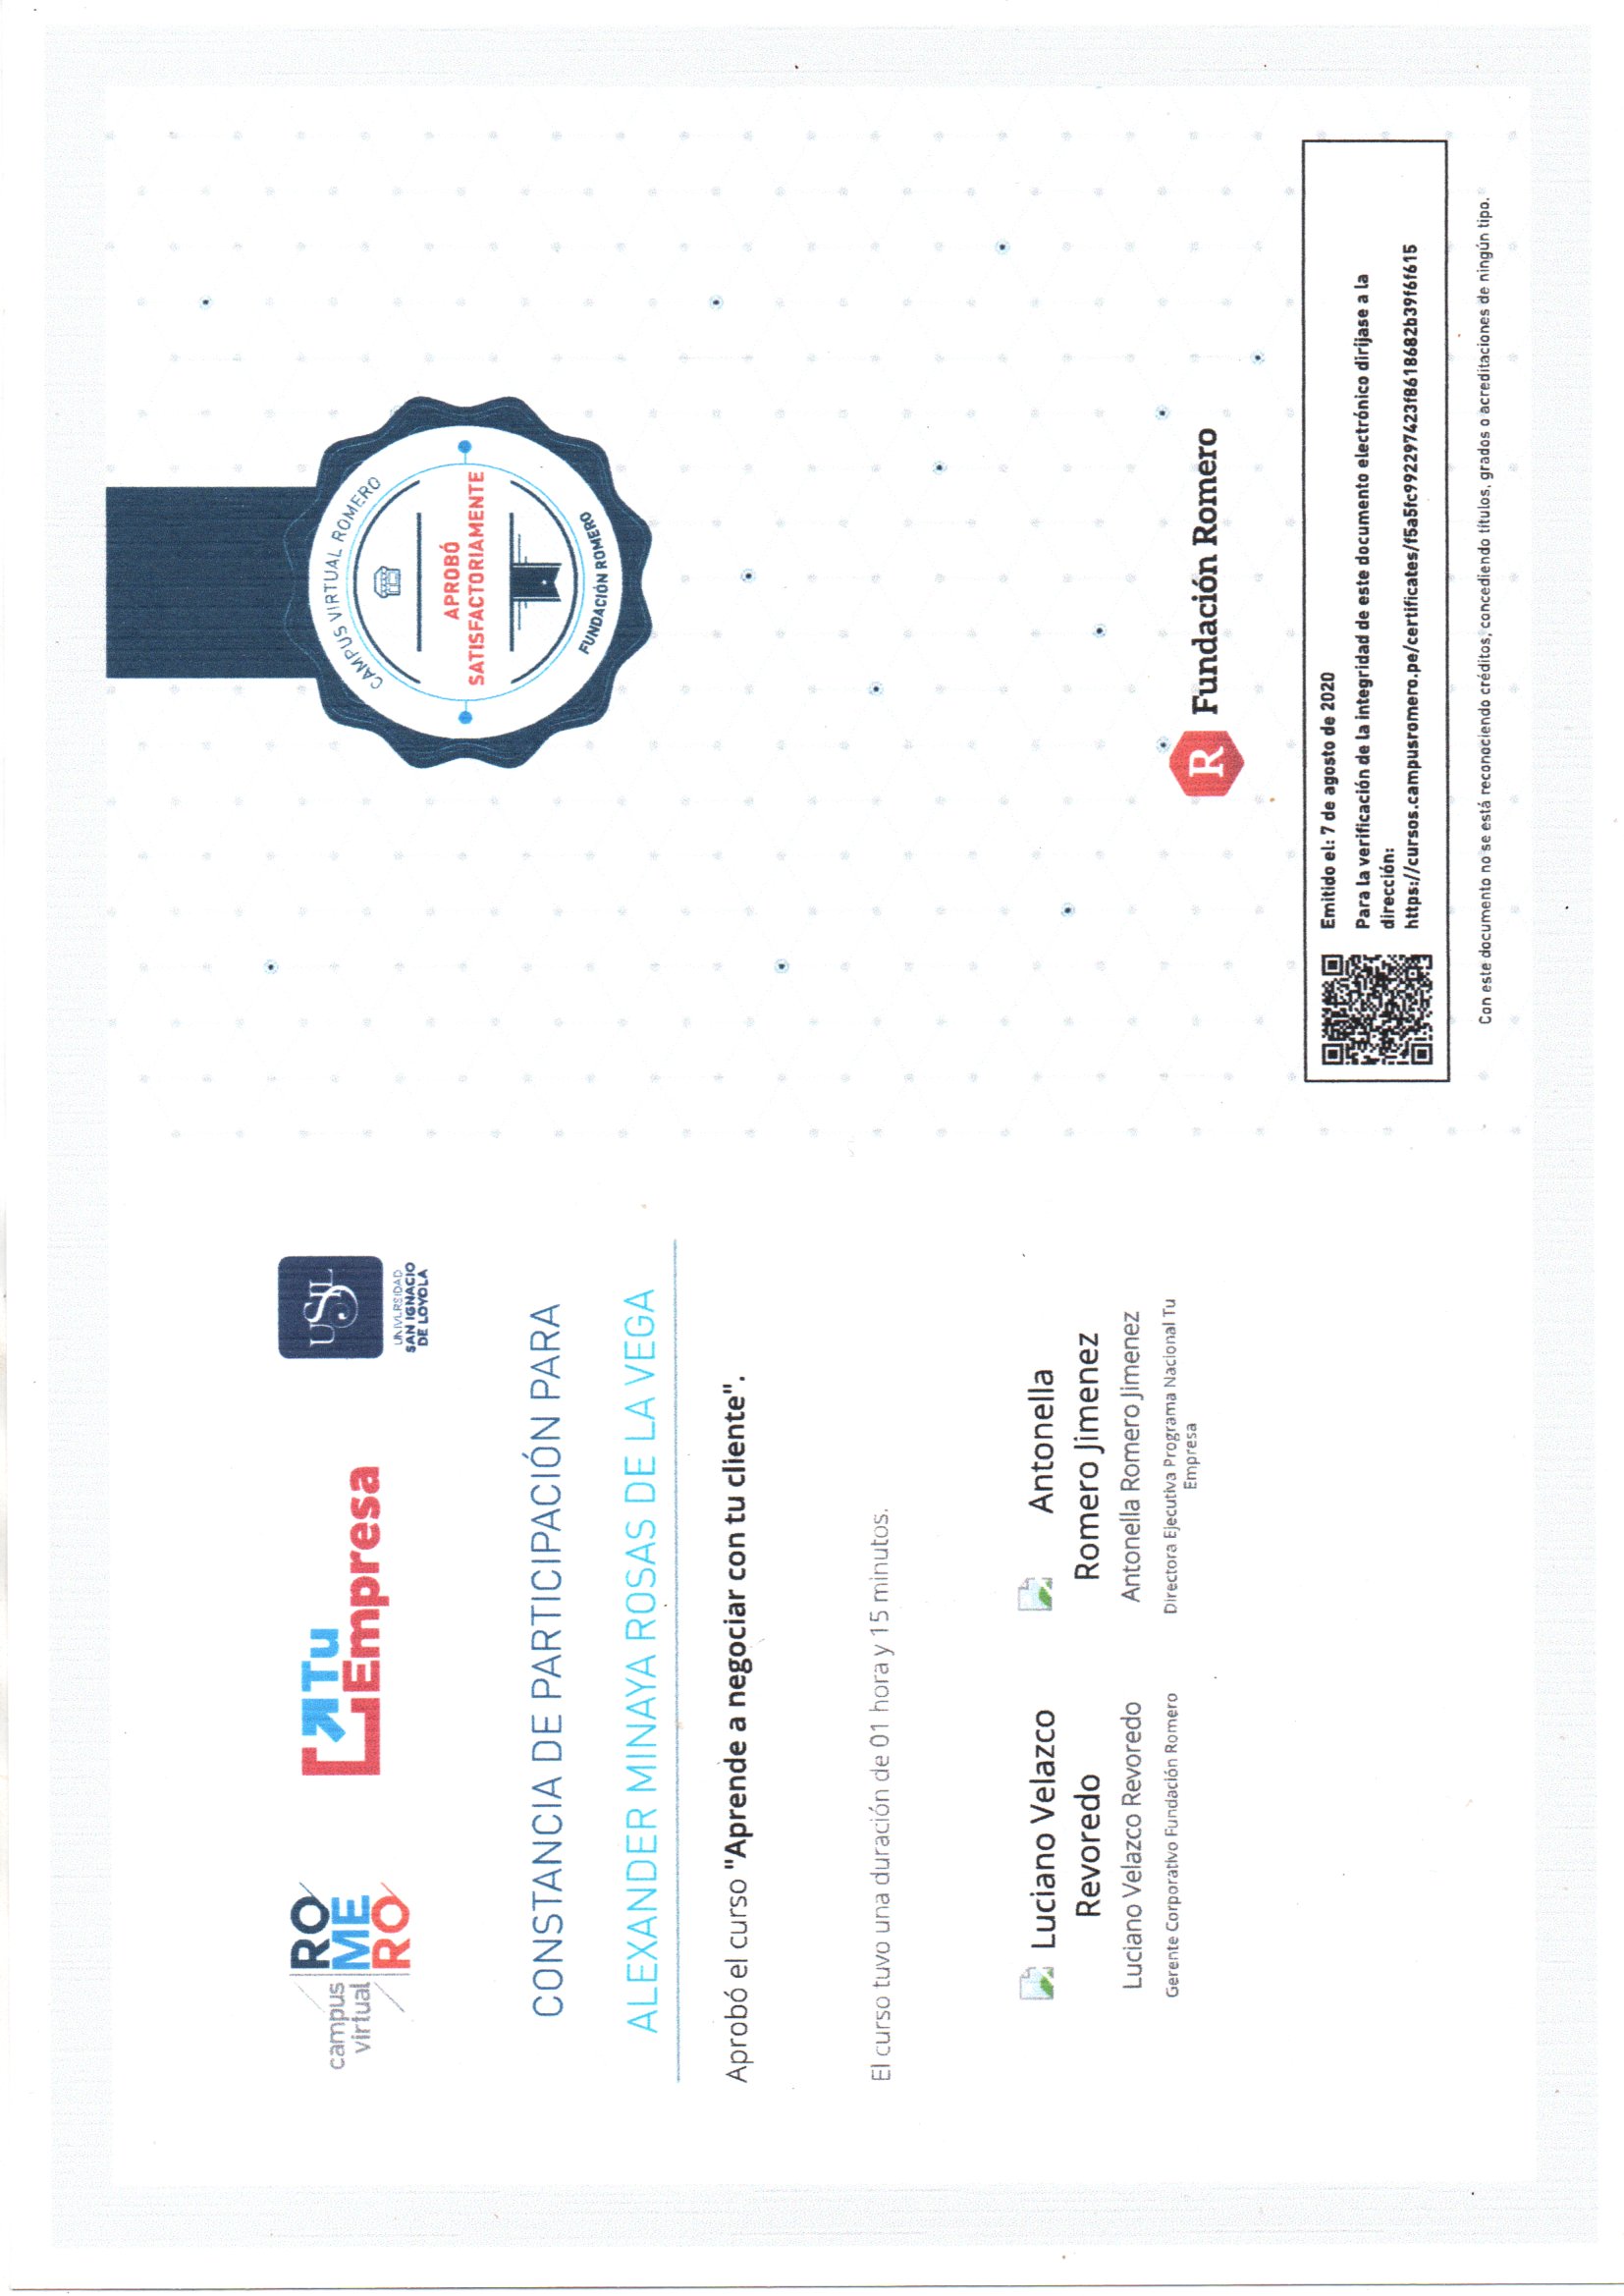 campus
virtual
RO
ME
RO
Tu
Empresa
USIL
UNIVERSIDAD
SAN IGNACIO
DE LOYOLA
CONSTANCIA DE PARTICIPACIÓN PARA
ALEXANDER MINAYA ROSAS DE LA VEGA
Aprobó el curso "Aprende a negociar con tu cliente".
El curso tuvo una duración de 01 hora y 15 minutos.
Luciano Velazco
Revoredo
Luciano Velazco Revoredo
Gerente Corporativo Fundación Romero
Antonella
Romero Jimenez
Antonella Romero Jimenez
Directora Ejecutiva Programa Nacional Tu
Empresa
CAMPUS VIRTUAL ROMERO
APROBÓ
SATISFACTORIAMENTE
FUNDACIÓN ROMERO
R Fundación Romero
Emitido el: 7 de agosto de 2020
Para la verificación de la integridad de este documento electrónico diríjase a la
dirección:
https://cursos.campusromero.pe/certificates/f5a5fc992297423f8618682b39f6f615
Con este documento no se está reconociendo créditos, concediendo títulos, grados o acreditaciones de ningún tipo.